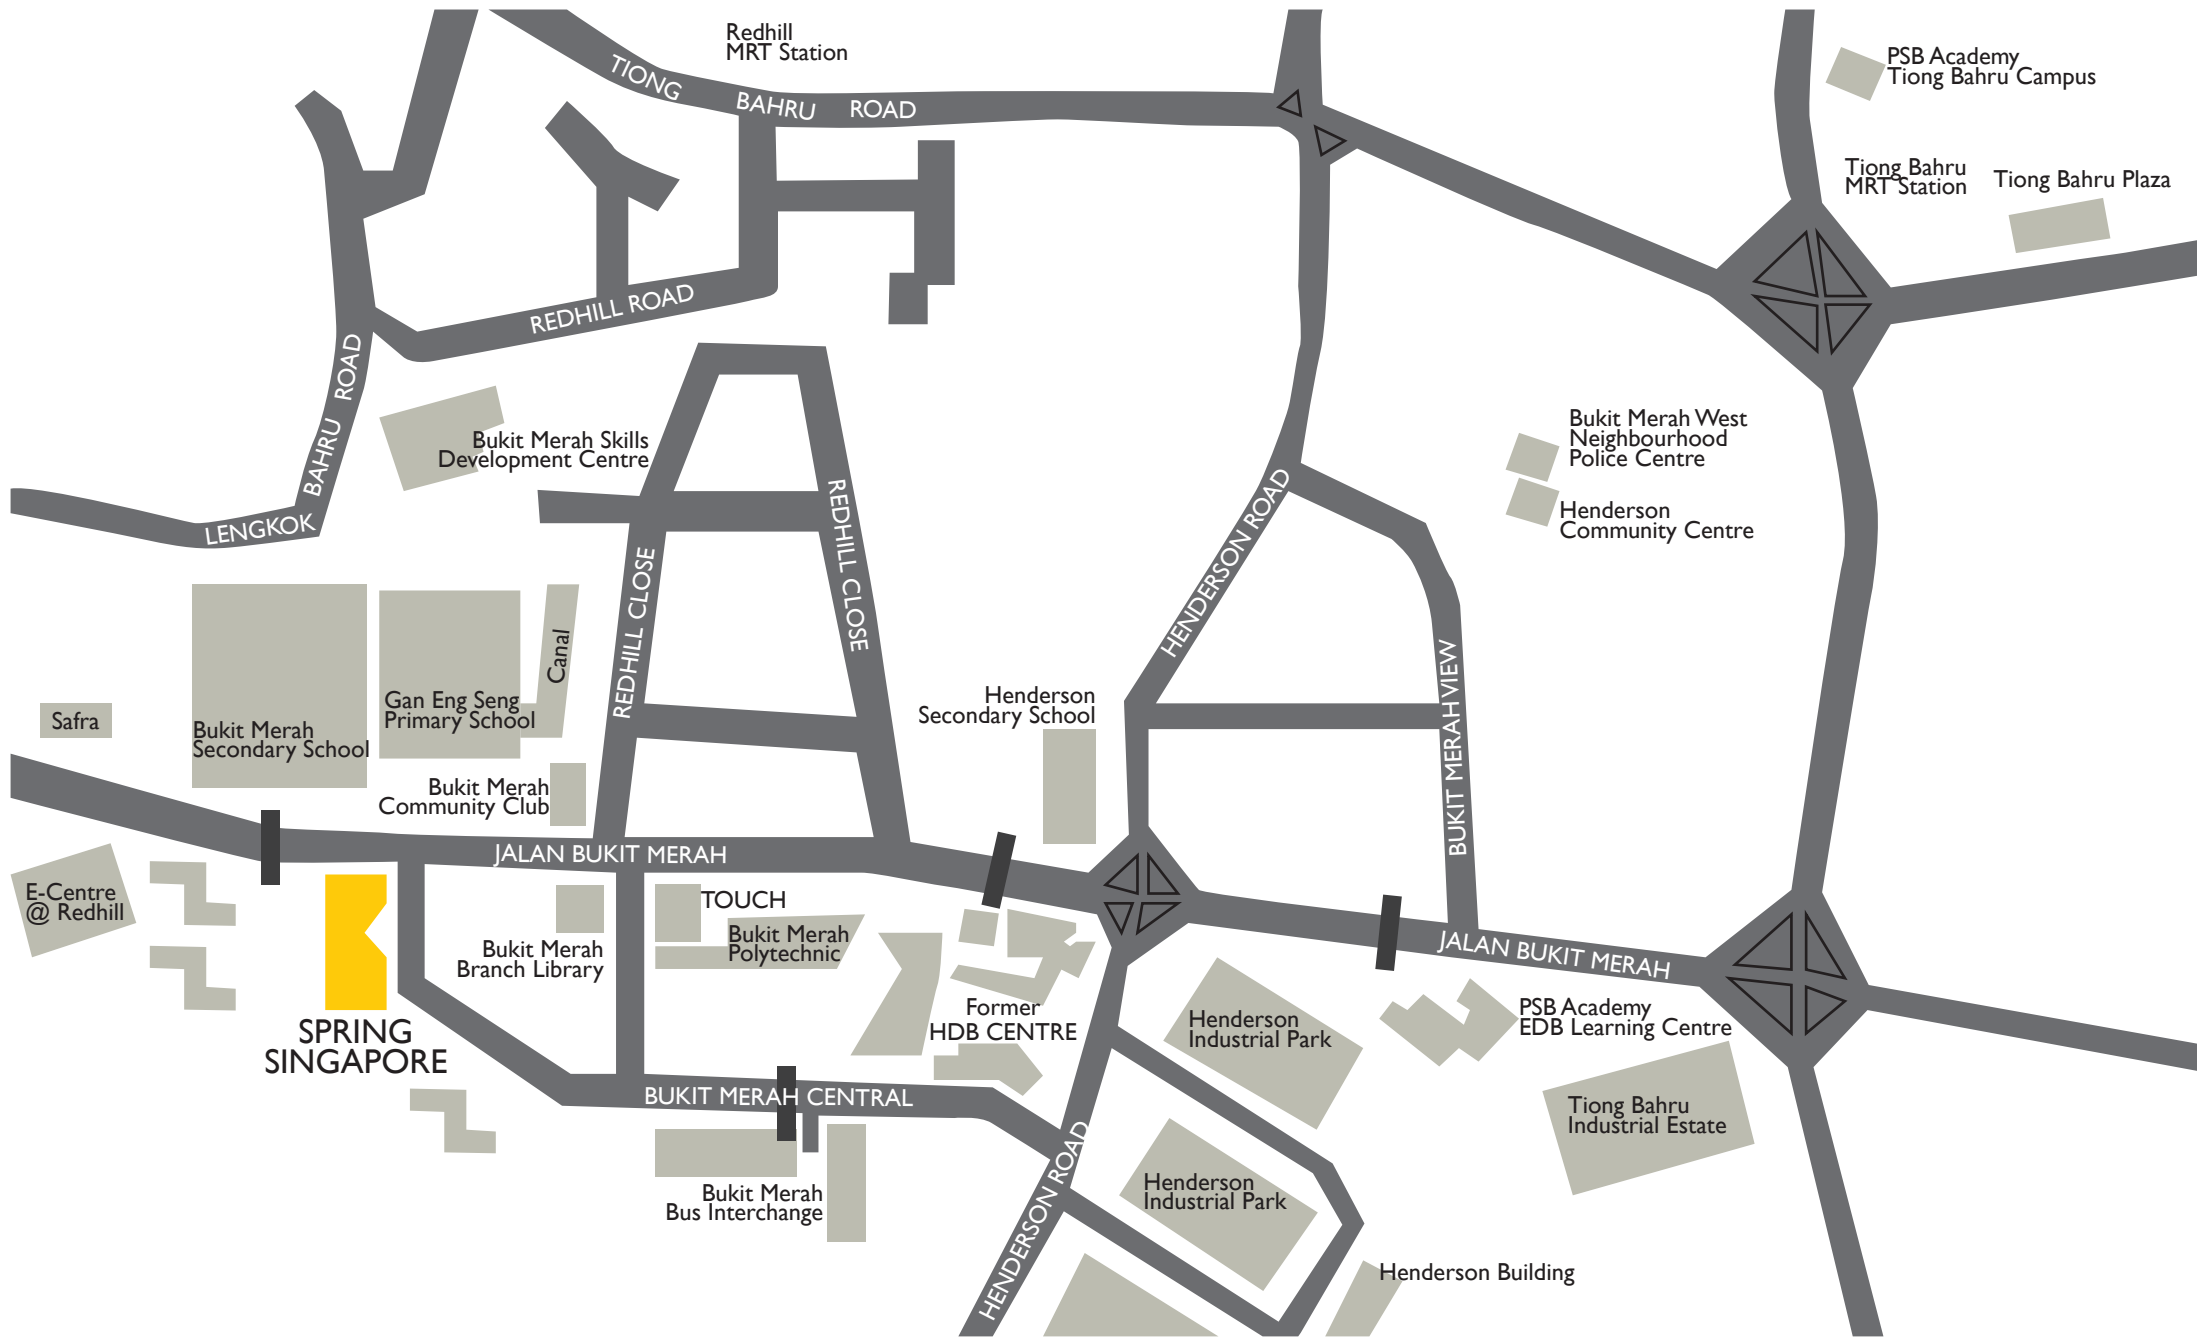 Redhill
MRT Station
PSB Academy
Tiong Bahru Campus
TIONG BAHRU ROAD
Tiong Bahru
MRT Station
Tiong Bahru Plaza
REDHILL ROAD
LENGKOK BAHRU ROAD
Bukit Merah Skills
Development Centre
Bukit Merah West
Neighbourhood
Police Centre
Henderson
Community Centre
HENDERSON ROAD
REDHILL CLOSE
REDHILL CLOSE
Canal
Safra
Bukit Merah
Secondary School
Gan Eng Seng
Primary School
Henderson
Secondary School
BUKIT MERAH VIEW
Bukit Merah
Community Club
JALAN BUKIT MERAH
E-Centre
@ Redhill
TOUCH
Bukit Merah
Polytechnic
Bukit Merah
Branch Library
JALAN BUKIT MERAH
Former
HDB CENTRE
PSB Academy
EDB Learning Centre
Henderson
Industrial Park
SPRING
SINGAPORE
BUKIT MERAH CENTRAL
Tiong Bahru
Industrial Estate
HENDERSON ROAD
Henderson
Industrial Park
Bukit Merah
Bus Interchange
Henderson Building